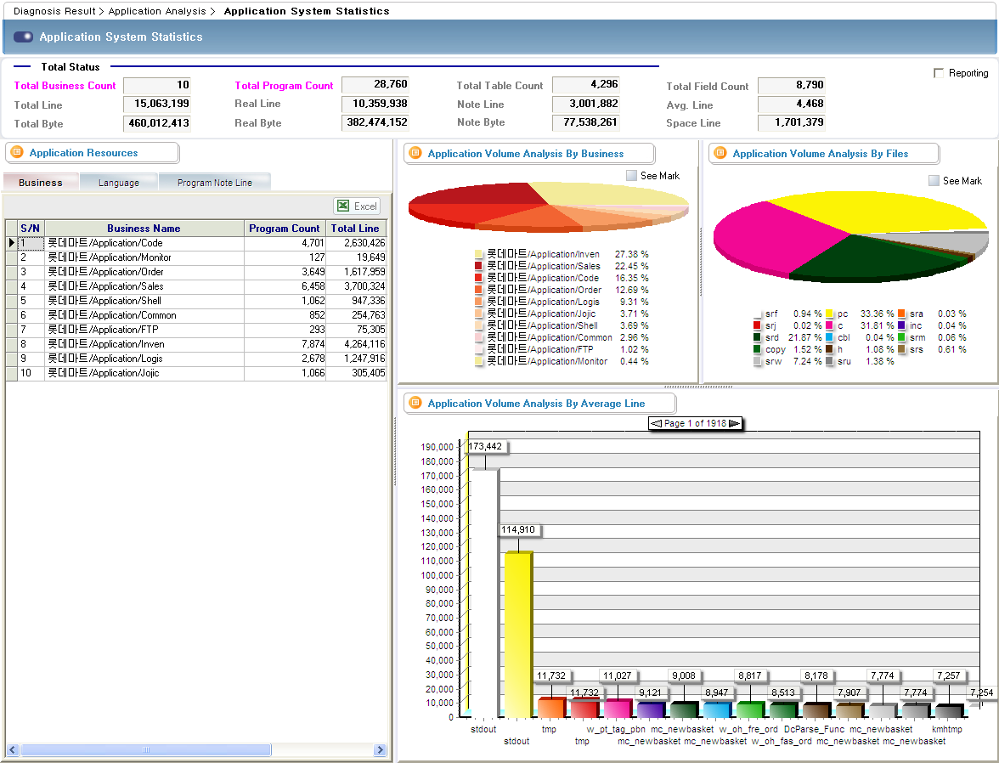 Diagnosis Result > Application Analysis > Application System Statistics
Application System Statistics
Total Status
Reporting
Total Business Count 10 Total Program Count 28,760 Total Table Count 4,296 Total Field Count 8,790
Total Line 15,063,199 Real Line 10,359,938 Note Line 3,001,882 Avg. Line 4,468
Total Byte 460,012,413 Real Byte 382,474,152 Note Byte 77,538,261 Space Line 1,701,379
Application Resources
Business Language Program Note Line
Excel
S/N Business Name Program Count Total Line
1 롯데마트/Application/Code 4,701 2,630,426
2 롯데마트/Application/Monitor 127 19,649
3 롯데마트/Application/Order 3,649 1,617,959
4 롯데마트/Application/Sales 6,458 3,700,324
5 롯데마트/Application/Shell 1,062 947,336
6 롯데마트/Application/Common 852 254,763
7 롯데마트/Application/FTP 293 75,305
8 롯데마트/Application/Inven 7,874 4,264,116
9 롯데마트/Application/Logis 2,678 1,247,916
10 롯데마트/Application/Jojic 1,066 305,405
Application Volume Analysis By Business
See Mark
롯데마트/Application/Inven 27.38 %
롯데마트/Application/Sales 22.45 %
롯데마트/Application/Code 16.35 %
롯데마트/Application/Order 12.69 %
롯데마트/Application/Logis 9.31 %
롯데마트/Application/Jojic 3.71 %
롯데마트/Application/Shell 3.69 %
롯데마트/Application/Common 2.96 %
롯데마트/Application/FTP 1.02 %
롯데마트/Application/Monitor 0.44 %
Application Volume Analysis By Files
See Mark
srf 0.94 % pc 33.36 % sra 0.03 %
srj 0.02 % c 31.81 % inc 0.04 %
srd 21.87 % cbl 0.04 % srm 0.06 %
copy 1.52 % h 1.08 % srs 0.61 %
srw 7.24 % sru 1.38 %
Application Volume Analysis By Average Line
Page 1 of 1918
190,000
180,000
170,000
160,000
150,000
140,000
130,000
120,000
110,000
100,000
90,000
80,000
70,000
60,000
50,000
40,000
30,000
20,000
10,000
0
173,442
114,910
11,732 11,027 9,008 8,817 8,178 7,774 7,257
11,732 9,121 8,947 8,513 7,907 7,774 7,254
stdout tmp w_pt_tag_pbn mc_newbasket w_oh_fre_ord DcParse_Func mc_newbasket kmhtmp
stdout tmp mc_newbasket mc_newbasket w_oh_fas_ord mc_newbasket mc_newbasket